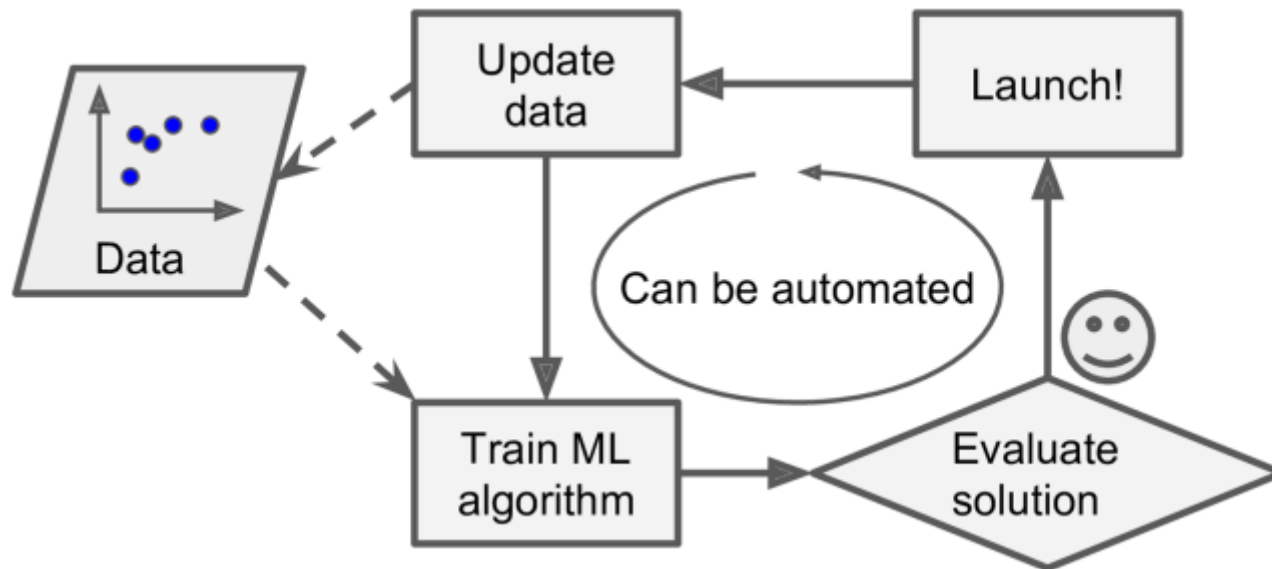 Update
data
Launch!
Data
Can be automated
Train ML
algorithm
Evaluate
solution